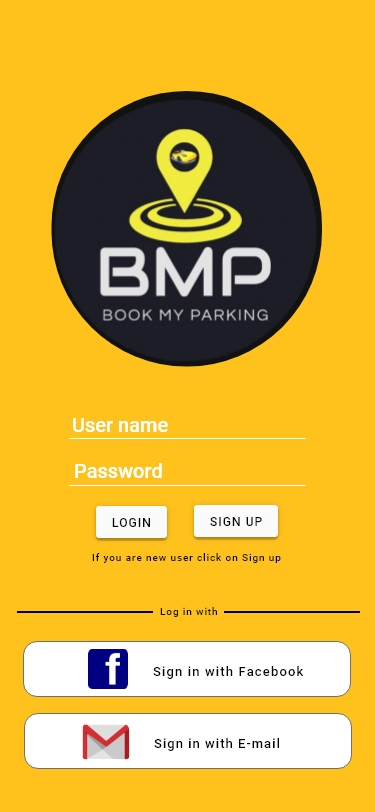 BMP
BOOK MY PARKING
User name
Password
LOGIN SIGN UP
If you are new user click on Sign up
Log in with
f Sign in with Facebook
Sign in with E-mail